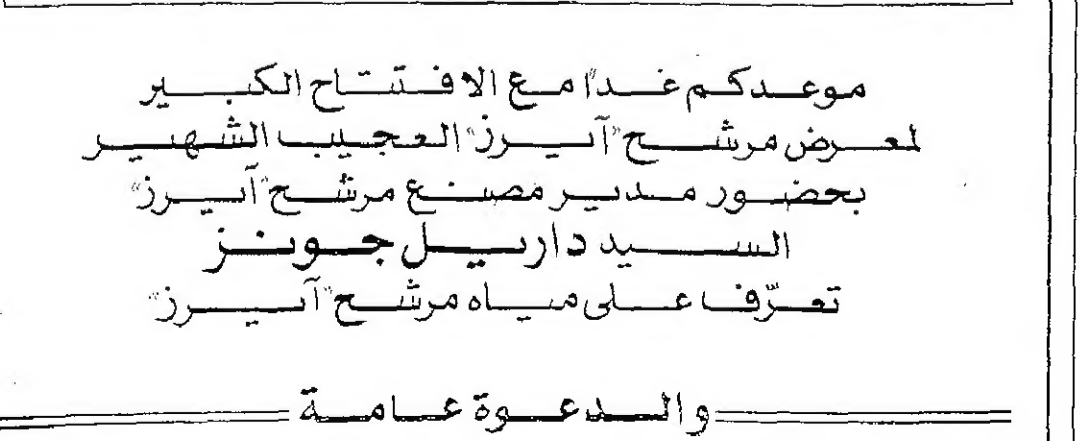 موعدكم غداً مع الافتتاح الكبير
لمعرض مرشح "آيرز" العجيب الشهير
بحضور مدير مصنع مرشح "آيرز"
السيد داريل جونز
تعرّفا على مياه مرشح "آيرز"
والدعوة عامة